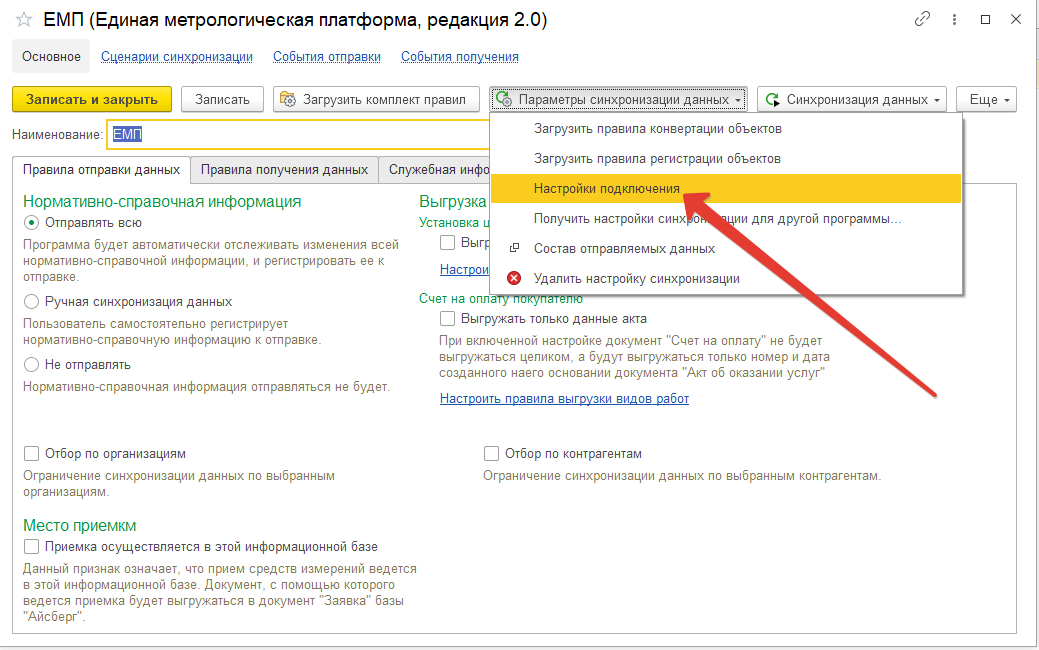 ЕМП (Единая метрологическая платформа, редакция 2.0)
Основное Сценарии синхронизации События отправки События получения
Записать и закрыть Записать Загрузить комплект правил Параметры синхронизации данных Синхронизация данных Еще
Наименование: ЕМП
Загрузить правила конвертации объектов
Загрузить правила регистрации объектов
Настройки подключения
Получить настройки синхронизации для другой программы...
Состав отправляемых данных
Удалить настройку синхронизации
Правила отправки данных Правила получения данных Служебная инфо
Нормативно-справочная информация
Отправлять всю
Программа будет автоматически отслеживать изменения всей
нормативно-справочной информации, и регистрировать ее к
отправке.
Ручная синхронизация данных
Пользователь самостоятельно регистрирует
нормативно-справочную информацию к отправке.
Не отправлять
Нормативно-справочная информация отправляться не будет.
Выгрузка
Установка ц
Выгр
Настрои
Счет на оплату покупателю
Выгружать только данные акта
При включенной настройке документ "Счет на оплату" не будет
выгружаться целиком, а будут выгружаться только номер и дата
созданного наего основании документа "Акт об оказании услуг"
Настроить правила выгрузки видов работ
Отбор по организациям
Ограничение синхронизации данных по выбранным
организациям.
Отбор по контрагентам
Ограничение синхронизации данных по выбранным контрагентам.
Место приемкм
Приемка осуществляется в этой информационной базе
Данный признак означает, что прием средств измерений ведется
в этой информационной базе. Документ, с помощью которого
ведется приемка будет выгружаться в документ "Заявка" базы
"Айсберг".